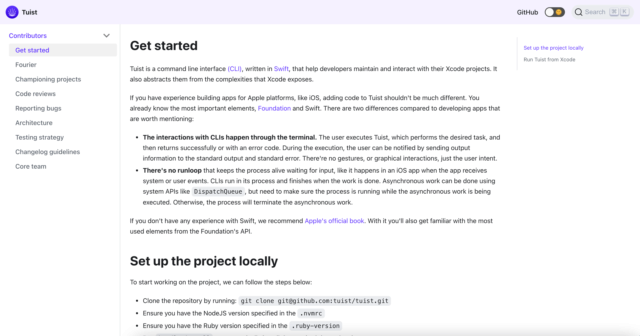 Tuist
GitHub
Search
Contributors
Get started
Fourier
Championing projects
Code reviews
Reporting bugs
Architecture
Testing strategy
Changelog guidelines
Core team
Get started
Tuist is a command line interface (CLI), written in Swift, that help developers maintain and interact with their Xcode projects. It
also abstracts them from the complexities that Xcode exposes.
If you have experience building apps for Apple platforms, like iOS, adding code to Tuist shouldn't be much different. You
already know the most important elements, Foundation and Swift. There are two differences compared to developing apps that
are worth mentioning:
• The interactions with CLIs happen through the terminal. The user executes Tuist, which performs the desired task, and
then returns successfully or with an error code. During the execution, the user can be notified by sending output
information to the standard output and standard error. There're no gestures, or graphical interactions, just the user intent.
• There's no runloop that keeps the process alive waiting for input, like it happens in an iOS app when the app receives
system or user events. CLIs run in its process and finishes when the work is done. Asynchronous work can be done using
system APIs like DispatchQueue, but need to make sure the process is running while the asynchronous work is being
executed. Otherwise, the process will terminate the asynchronous work.
If you don't have any experience with Swift, we recommend Apple's official book. With it you'll also get familiar with the most
used elements from the Foundation's API.
Set up the project locally
To start working on the project, we can follow the steps below:
• Clone the repository by running: git clone git@github.com:tuist/tuist.git
• Ensure you have the NodeJS version specified in the .nvmrc
• Ensure you have the Ruby version specified in the .ruby-version
Set up the project locally
Run Tuist from Xcode